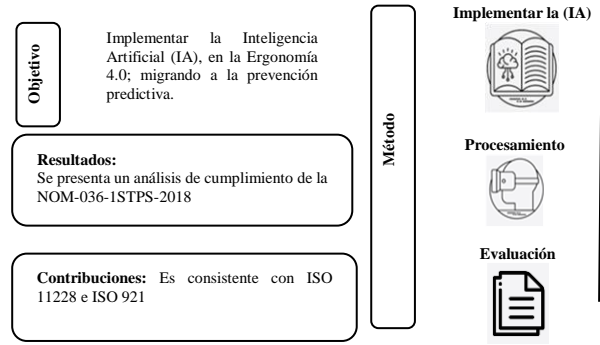 Objetivo
Implementar la Inteligencia
Artificial (IA), en la Ergonomía
4.0; migrando a la prevención
predictiva.
Resultados:
Se presenta un análisis de cumplimiento de la
NOM-036-1STPS-2018
Contribuciones: Es consistente con ISO
11228 e ISO 921
Método
Implementar la (IA)
Procesamiento
Evaluación